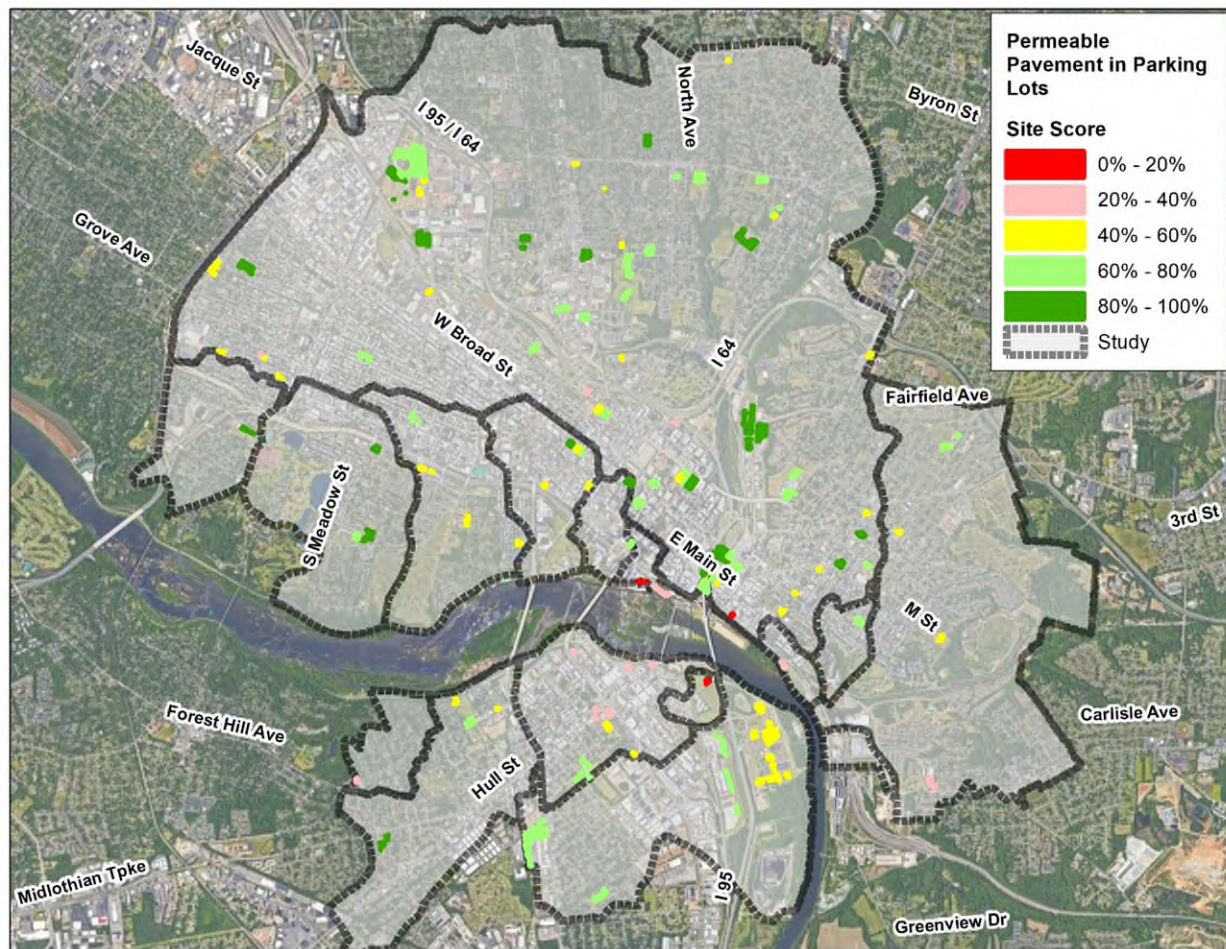 Permeable
Pavement in Parking
Lots
Site Score
0% - 20%
20% - 40%
40% - 60%
60% - 80%
80% - 100%
Study
Jacque St
I 95 / I 64
North Ave
Byron St
Grove Ave
W Broad St
I 64
Fairfield Ave
S Meadow St
3rd St
E Main St
M St
Forest Hill Ave
Carlisle Ave
Hull St
Midlothian Tpke
I 95
Greenview Dr